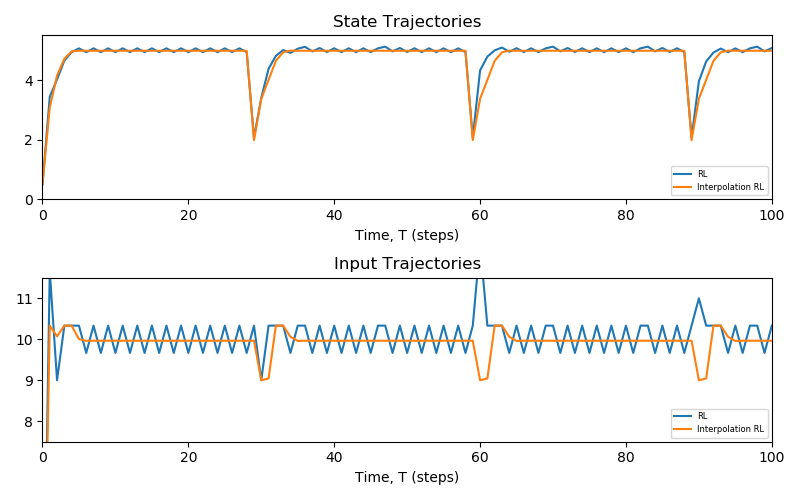 State Trajectories
4
2
0
0 20 40 60 80 100
RL
Interpolation RL
Time, T (steps)
Input Trajectories
11
10
9
8
RL
Interpolation RL
0 20 40 60 80 100
Time, T (steps)